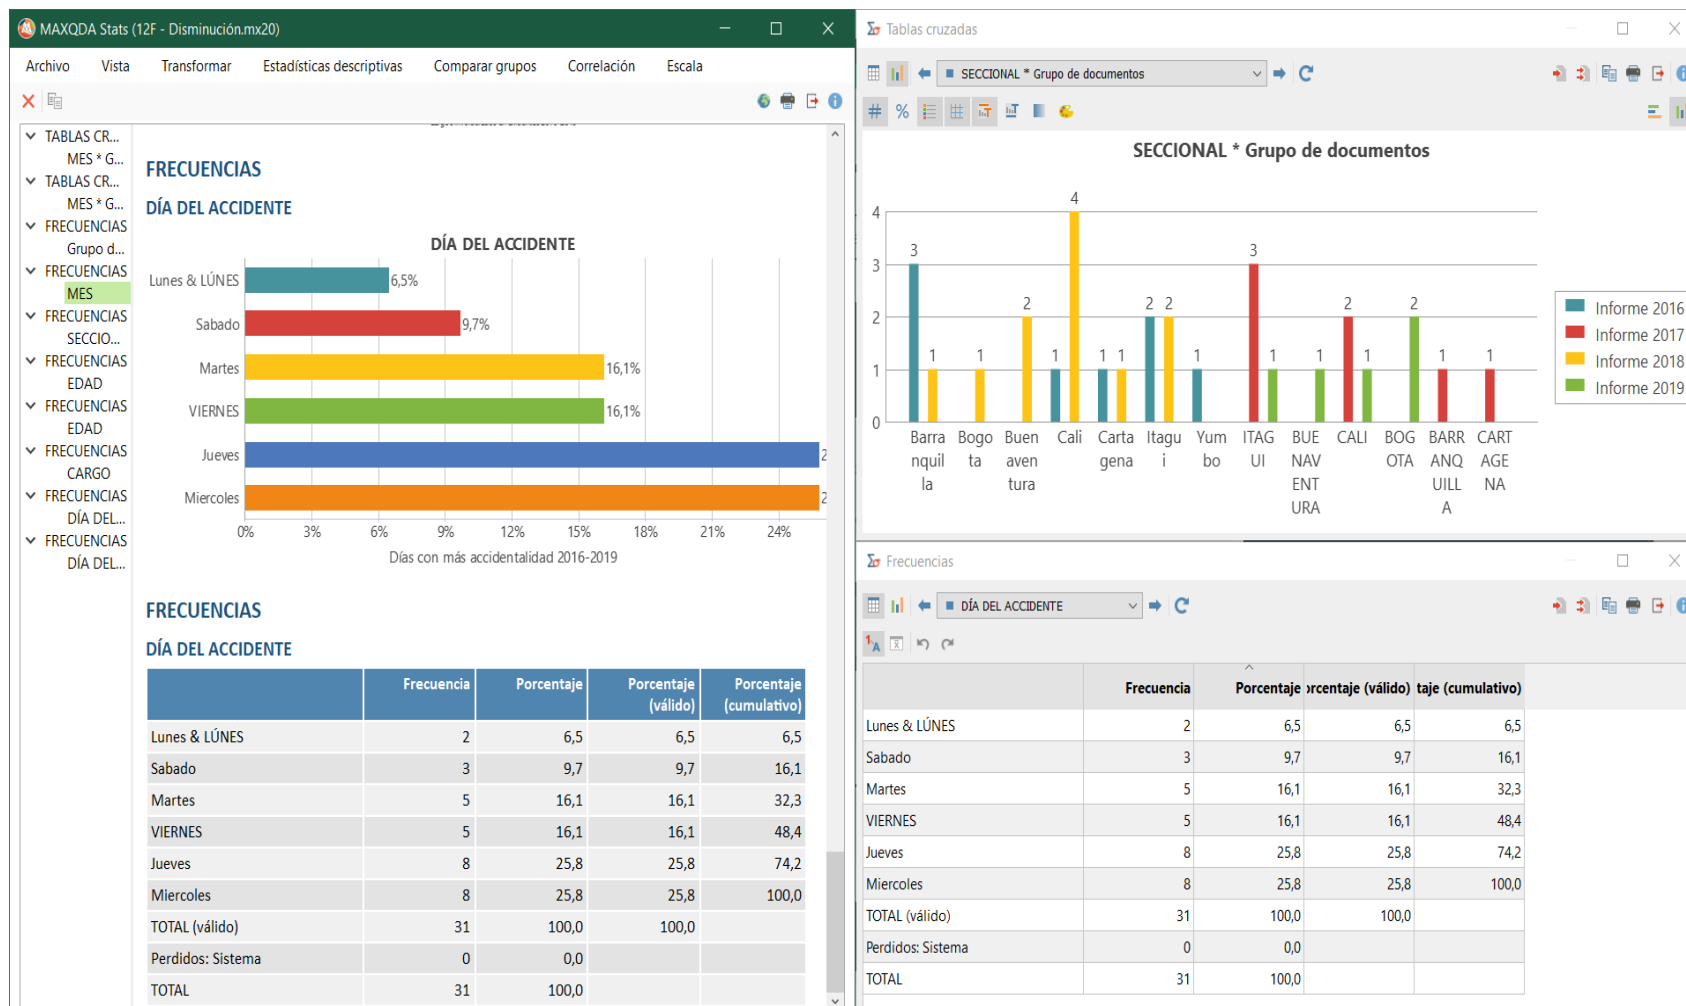 MAXQDA Stats (12F - Disminución.mx20)
Archivo Vista Transformar Estadísticas descriptivas Comparar grupos Correlación Escala
TABLAS CR...
MES * G...
TABLAS CR...
MES * G...
FRECUENCIAS
Grupo d...
FRECUENCIAS
MES
FRECUENCIAS
SECCIO...
FRECUENCIAS
EDAD
FRECUENCIAS
EDAD
FRECUENCIAS
CARGO
FRECUENCIAS
DÍA DEL...
FRECUENCIAS
DÍA DEL...
FRECUENCIAS
DÍA DEL ACCIDENTE
DÍA DEL ACCIDENTE
Lunes & LÚNES 6,5%
Sabado 9,7%
Martes 16,1%
VIERNES 16,1%
Jueves 2
Miercoles 2
0% 3% 6% 9% 12% 15% 18% 21% 24%
Días con más accidentalidad 2016-2019
FRECUENCIAS
DÍA DEL ACCIDENTE
Frecuencia Porcentaje Porcentaje Porcentaje
(válido) (cumulativo)
Lunes & LÚNES 2 6,5 6,5 6,5
Sabado 3 9,7 9,7 16,1
Martes 5 16,1 16,1 32,3
VIERNES 5 16,1 16,1 48,4
Jueves 8 25,8 25,8 74,2
Miercoles 8 25,8 25,8 100,0
TOTAL (válido) 31 100,0 100,0
Perdidos: Sistema 0 0,0
TOTAL 31 100,0
Tablas cruzadas
SECCIONAL * Grupo de documentos
# %
SECCIONAL * Grupo de documentos
4
4
3 3
3
2 2 2 2 2
2
1 1 1 1 1 1 1 1 1 1 1
1
0
Barra Bogo Buen Cali Carta Itagu Yum ITAG BUE CALI BOG BARR CART
nquil ta aven gena i bo UI NAV OTA ANQ AGE
la tura ENT UILL NA
URA A
Informe 2016
Informe 2017
Informe 2018
Informe 2019
Frecuencias
DÍA DEL ACCIDENTE
Frecuencia Porcentaje orcentaje (válido) taje (cumulativo)
Lunes & LÚNES 2 6,5 6,5 6,5
Sabado 3 9,7 9,7 16,1
Martes 5 16,1 16,1 32,3
VIERNES 5 16,1 16,1 48,4
Jueves 8 25,8 25,8 74,2
Miercoles 8 25,8 25,8 100,0
TOTAL (válido) 31 100,0 100,0
Perdidos: Sistema 0 0,0
TOTAL 31 100,0